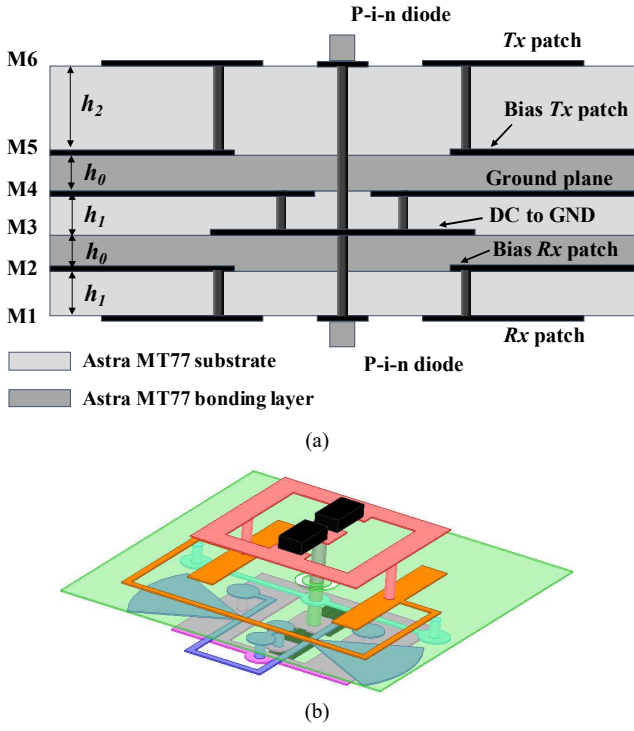 P-i-n diode
M6
Tx patch
h2
Bias Tx patch
M5
h0
Ground plane
M4
h1
DC to GND
M3
h0
Bias Rx patch
M2
h1
M1
Rx patch
Astra MT77 substrate
P-i-n diode
Astra MT77 bonding layer
(a)
(b)